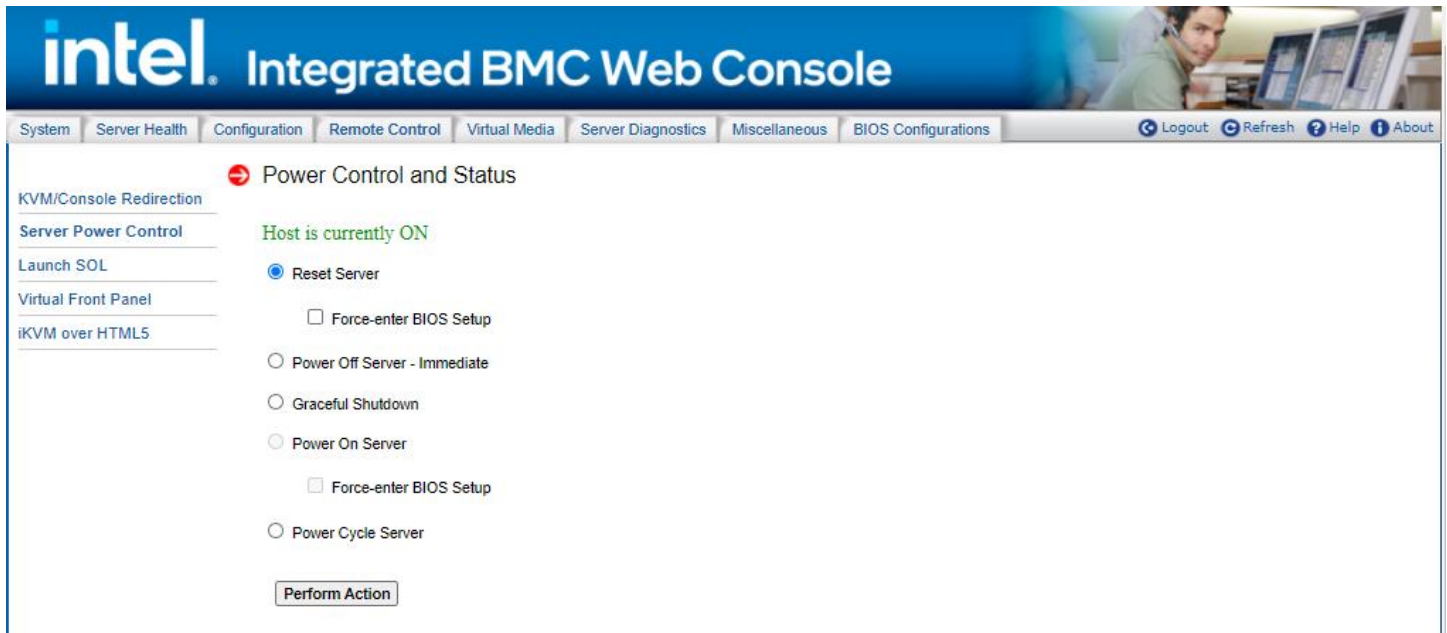 intel. Integrated BMC Web Console
System Server Health Configuration Remote Control Virtual Media Server Diagnostics Miscellaneous BIOS Configurations Logout Refresh Help About
Power Control and Status
KVM/Console Redirection
Server Power Control
Launch SOL
Virtual Front Panel
iKVM over HTML5
Host is currently ON
Reset Server
Force-enter BIOS Setup
Power Off Server - Immediate
Graceful Shutdown
Power On Server
Force-enter BIOS Setup
Power Cycle Server
Perform Action